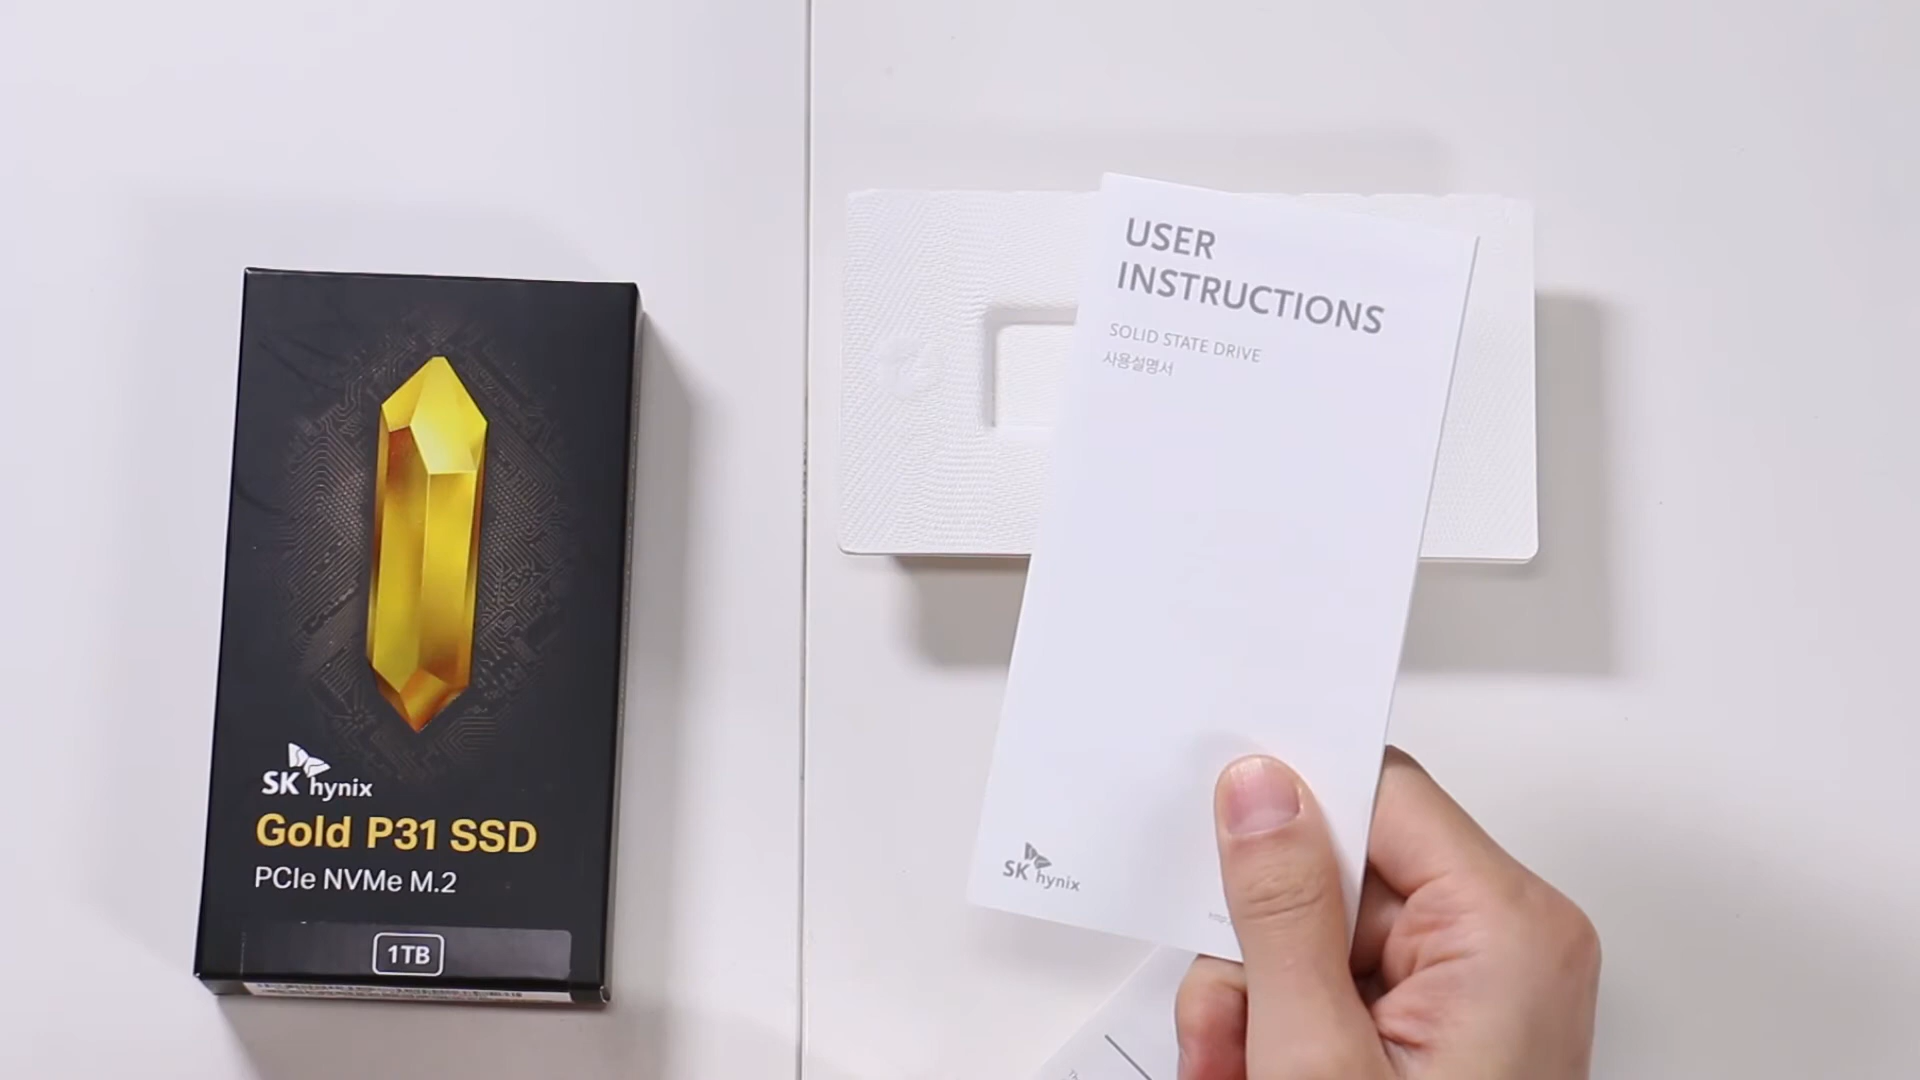 SK hynix
Gold P31 SSD
PCIe NVMe M.2
1TB
USER
INSTRUCTIONS
SOLID STATE DRIVE
사용설명서
SK hynix